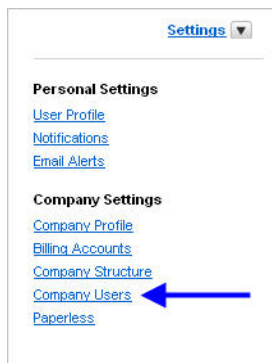 Settings
Personal Settings
User Profile
Notifications
Email Alerts
Company Settings
Company Profile
Billing Accounts
Company Structure
Company Users
Paperless